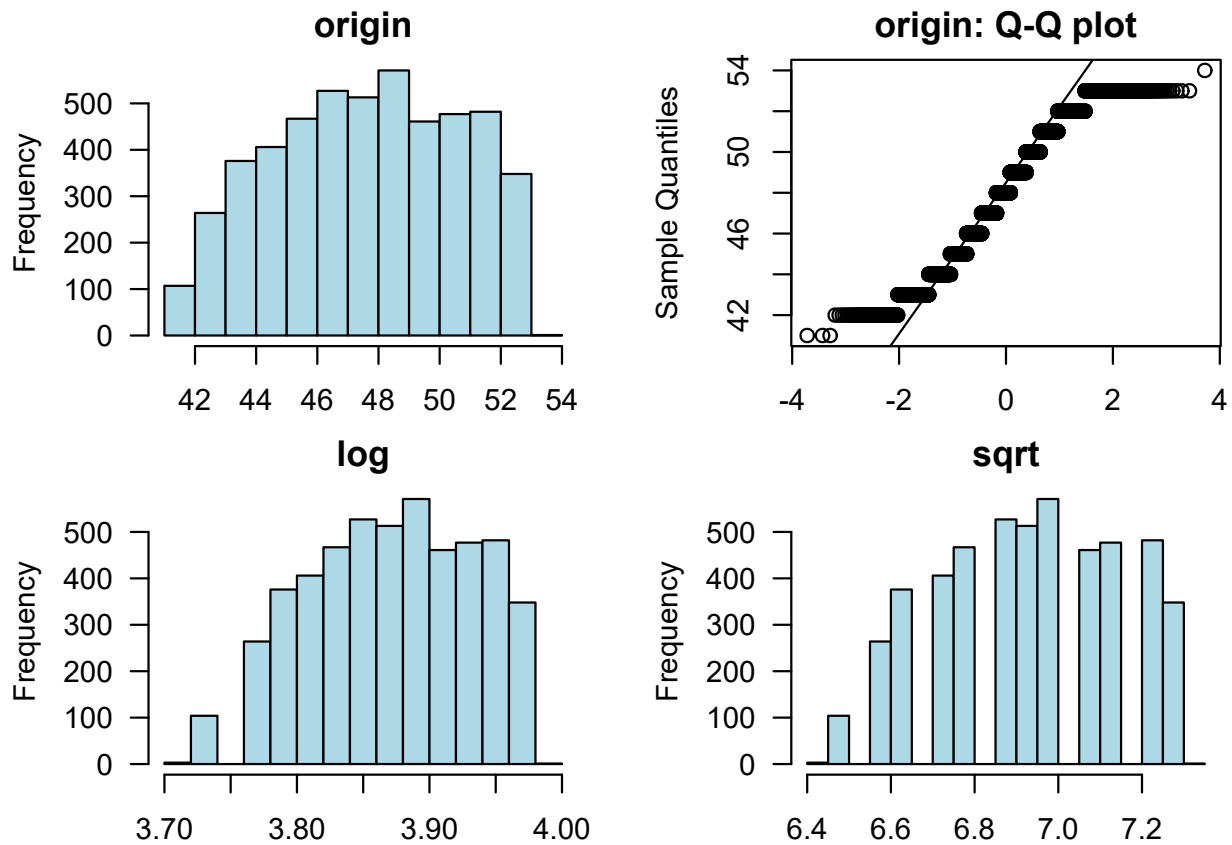 origin
Frequency
500
400
300
200
100
0
42 44 46 48 50 52 54
origin: Q-Q plot
Sample Quantiles
54
50
46
42
-4 -2 0 2 4
log
Frequency
500
400
300
200
100
0
3.70 3.80 3.90 4.00
sqrt
Frequency
500
400
300
200
100
0
6.4 6.6 6.8 7.0 7.2